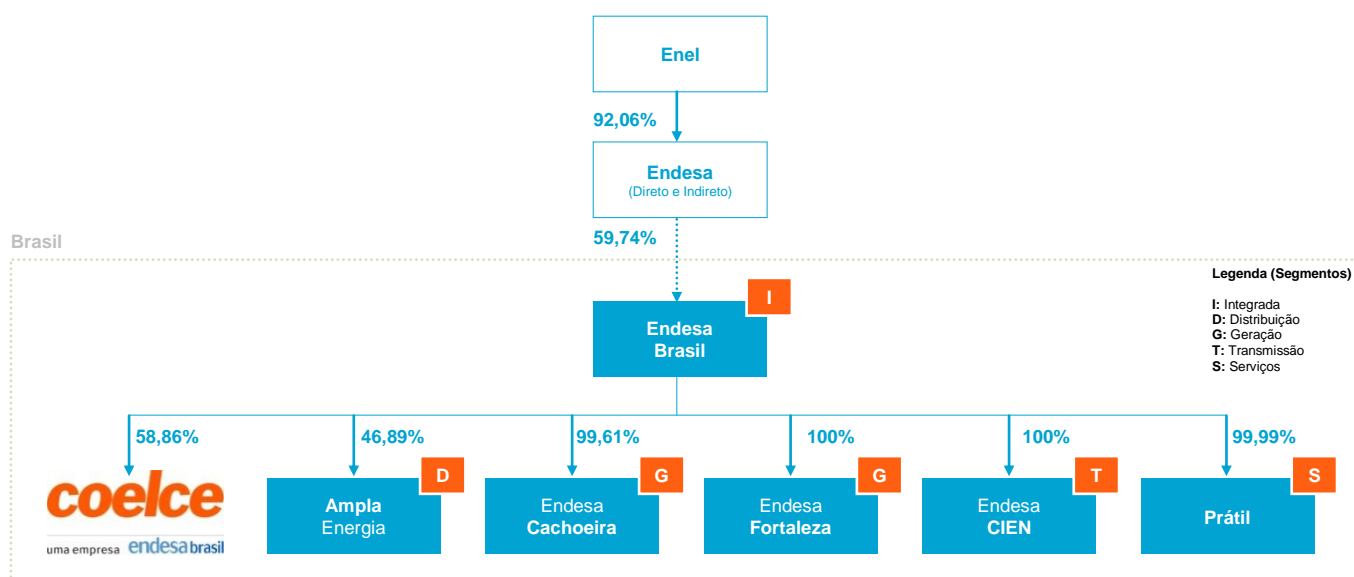 Enel
92,06%
Endesa
(Direto e Indireto)
59,74%
Brasil
Legenda (Segmentos)
I: Integrada
D: Distribuição
G: Geração
T: Transmissão
S: Serviços
I
Endesa
Brasil
58,86%
46,89%
99,61%
100%
100%
99,99%
coelce
uma empresa endesa brasil
D
Ampla
Energia
G
Endesa
Cachoeira
G
Endesa
Fortaleza
T
Endesa
CIEN
S
Prátil